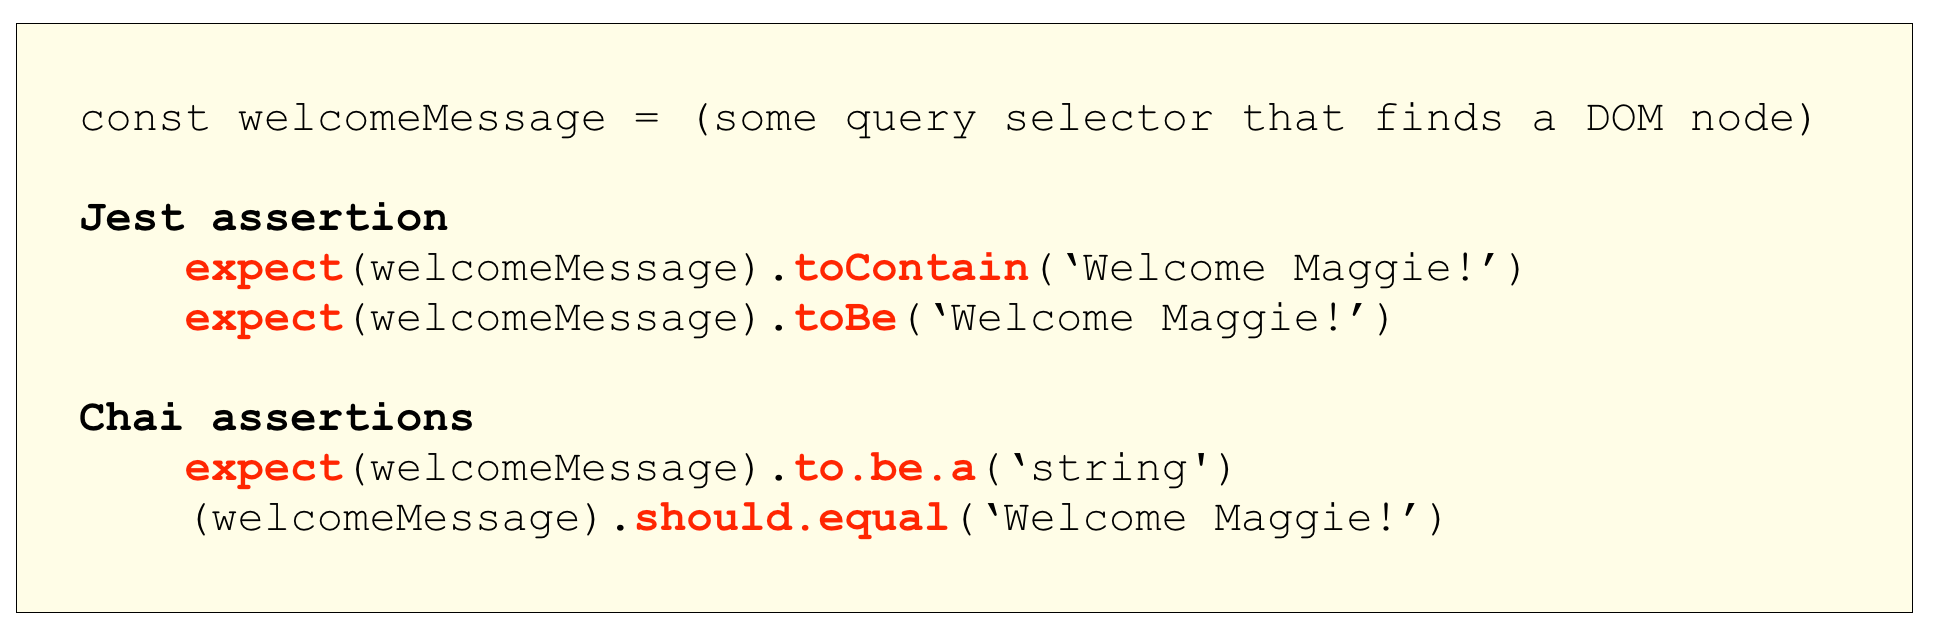 const welcomeMessage = (some query selector that finds a DOM node)
Jest assertion
expect(welcomeMessage).toContain(‘Welcome Maggie!’)
expect(welcomeMessage).toBe(‘Welcome Maggie!’)
Chai assertions
expect(welcomeMessage).to.be.a(‘string')
(welcomeMessage).should.equal(‘Welcome Maggie!’)